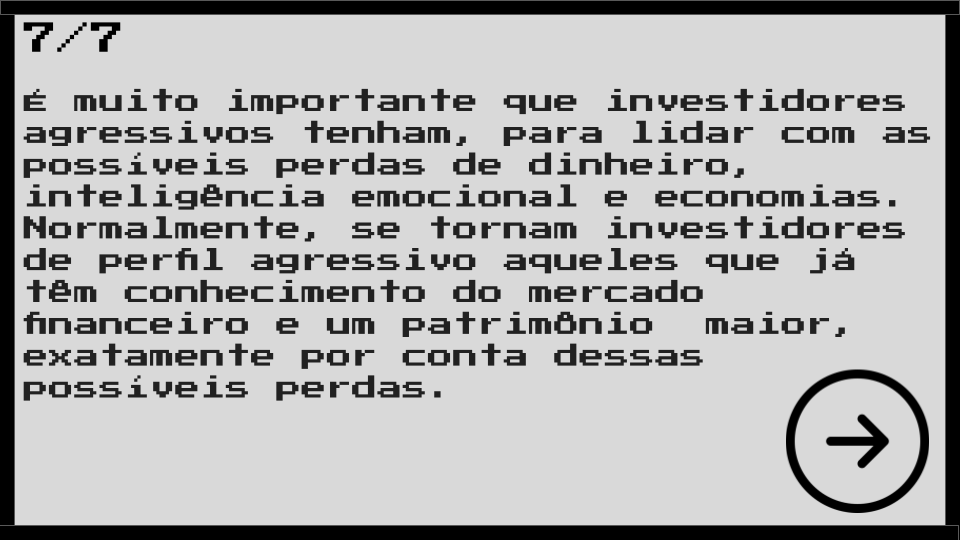 7/7
É muito importante que investidores
agressivos tenham, para lidar com as
possíveis perdas de dinheiro,
inteligência emocional e economias.
Normalmente, se tornam investidores
de perfil agressivo aqueles que já
têm conhecimento do mercado
financeiro e um patrimônio  maior,
exatamente por conta dessas
possíveis perdas.